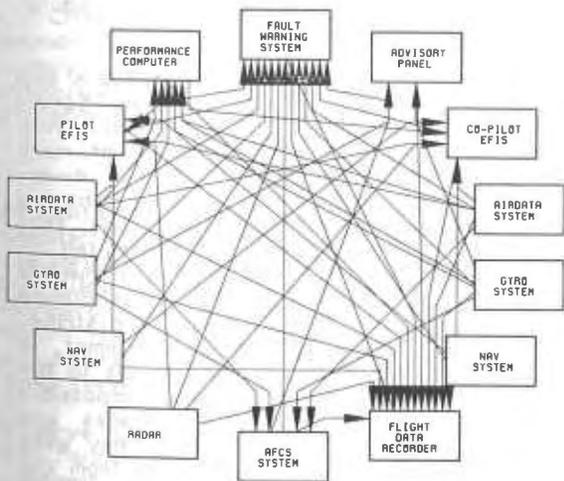 FAULT
WARNING
SYSTEM
PERFORMANCE
COMPUTER
ADVISORY
PANEL
PILOT
EFIS
CO-PILOT
EFIS
AIRDATA
SYSTEM
AIRDATA
SYSTEM
GYRO
SYSTEM
GYRO
SYSTEM
NAV
SYSTEM
NAV
SYSTEM
RADAR
AFCS
SYSTEM
FLIGHT
DATA
RECORDER